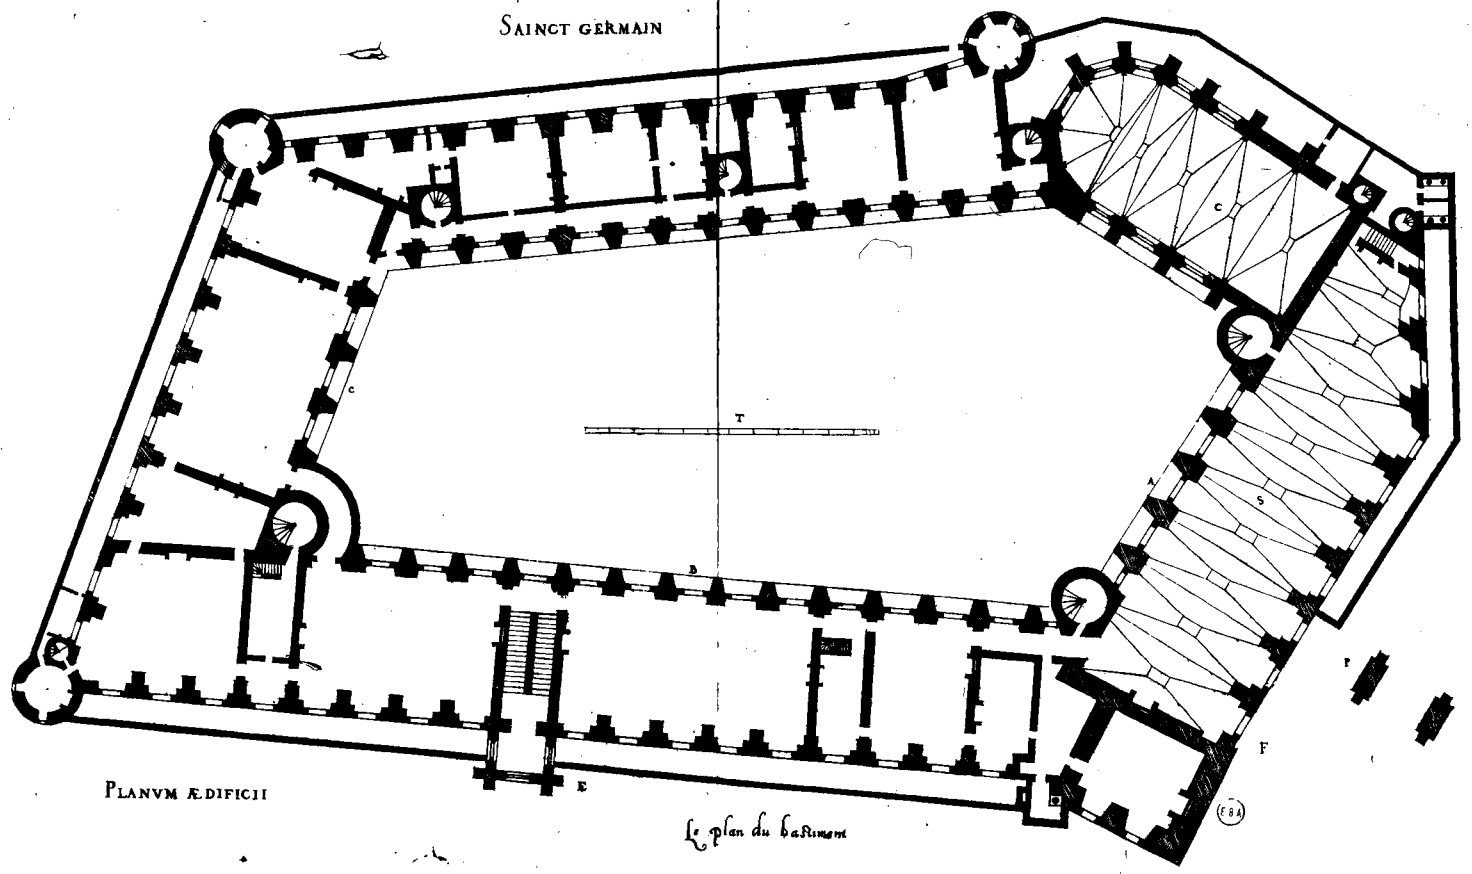 SAINCT GERMAIN
C
T
C
A
S
B
P
F
Æ
PLANVM ÆDIFICII
EBA
Le plan du bastiment